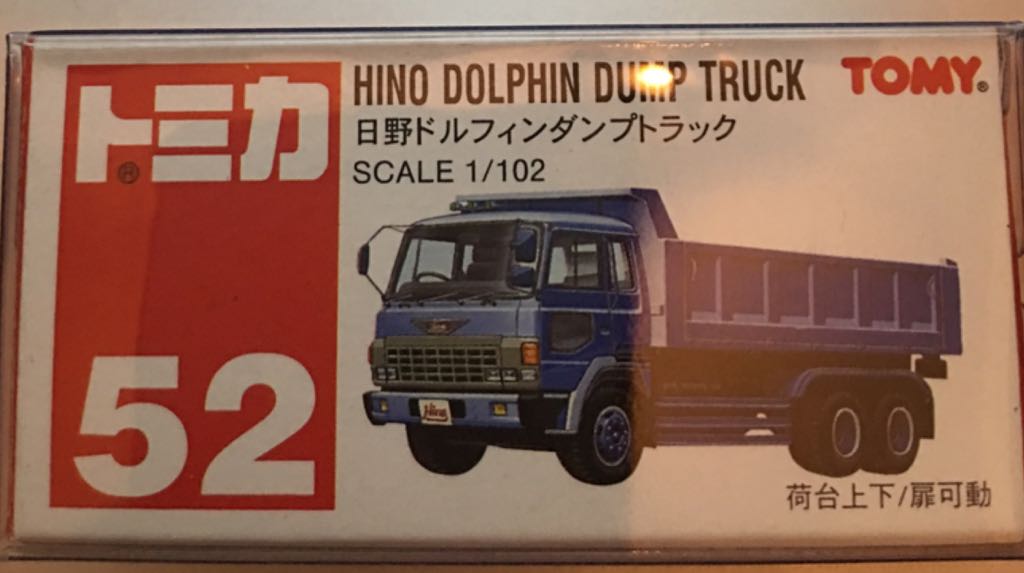 トミカ
®
52
HINO DOLPHIN DUMP TRUCK
日野ドルフィンダンプトラック
SCALE 1/102
TOMY®
Hino
荷台上下/扉可動